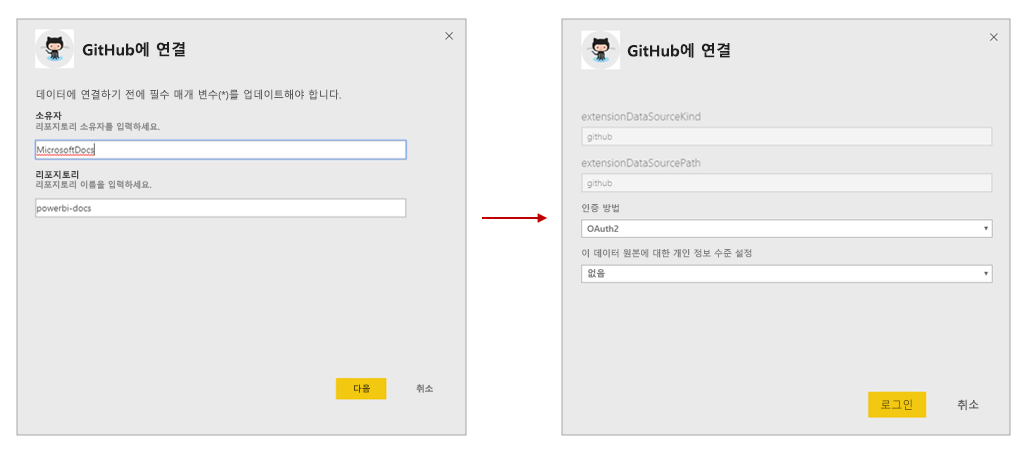 GitHub에 연결
데이터에 연결하기 전에 필수 매개 변수(*)를 업데이트해야 합니다.
소유자
리포지토리 소유자를 입력하세요.
MicrosoftDocs
리포지토리
리포지토리 이름을 입력하세요.
powerbi-docs
다음
취소
GitHub에 연결
extensionDataSourceKind
github
extensionDataSourcePath
github
인증 방법
OAuth2
이 데이터 원본에 대한 개인 정보 수준 설정
없음
로그인
취소